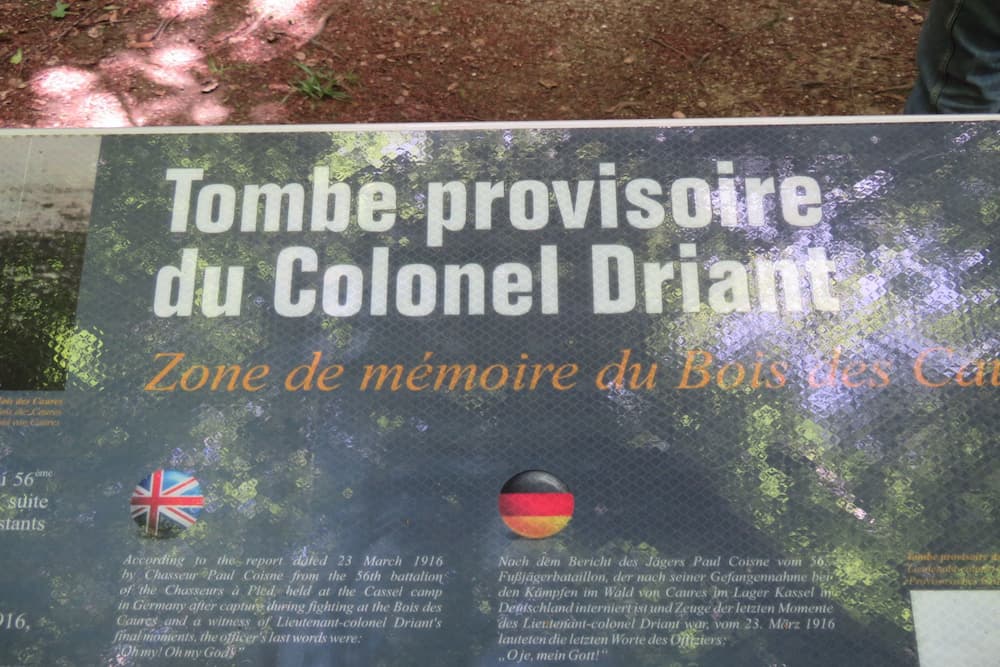 Tombe provisoire
du Colonel Driant
Zone de mémoire du Bois des
Bois des Caures
i 56ème
suite
stants
916,
According to the report dated 23 March 1916
by Chasseur Paul Coisne from the 56th battalion
of the Chasseurs à Pied, held at the Cassel camp
in Germany after capture during fighting at the Bois des
Caures and a witness of Lieutenant-colonel Driant's
final moments, the officer's last words were:
"Oh my! Oh my God!"
Nach dem Bericht des Jägers Paul Coisne vom 56.
Fußjägerbataillon, der nach seiner Gefangennahme bei
den Kämpfen im Wald von Caures im Lager Kassel in
Deutschland interniert ist und Zeuge der letzten Momente
des Lieutenant-colonel Driant war, vom 23. März 1916
lauteten die letzten Worte des Offiziers:
„O je, mein Gott!“
Tombe provisoire